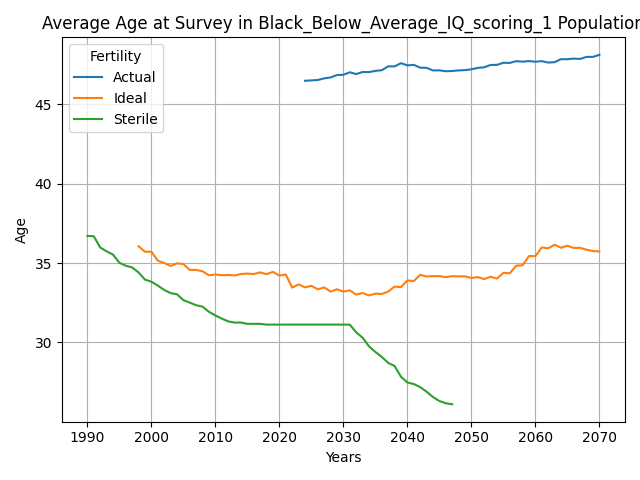 Average Age at Survey in Black_Below_Average_IQ_scoring_1 Population
Fertility
Actual
Ideal
Sterile
Age
45
40
35
30
1990 2000 2010 2020 2030 2040 2050 2060 2070
Years